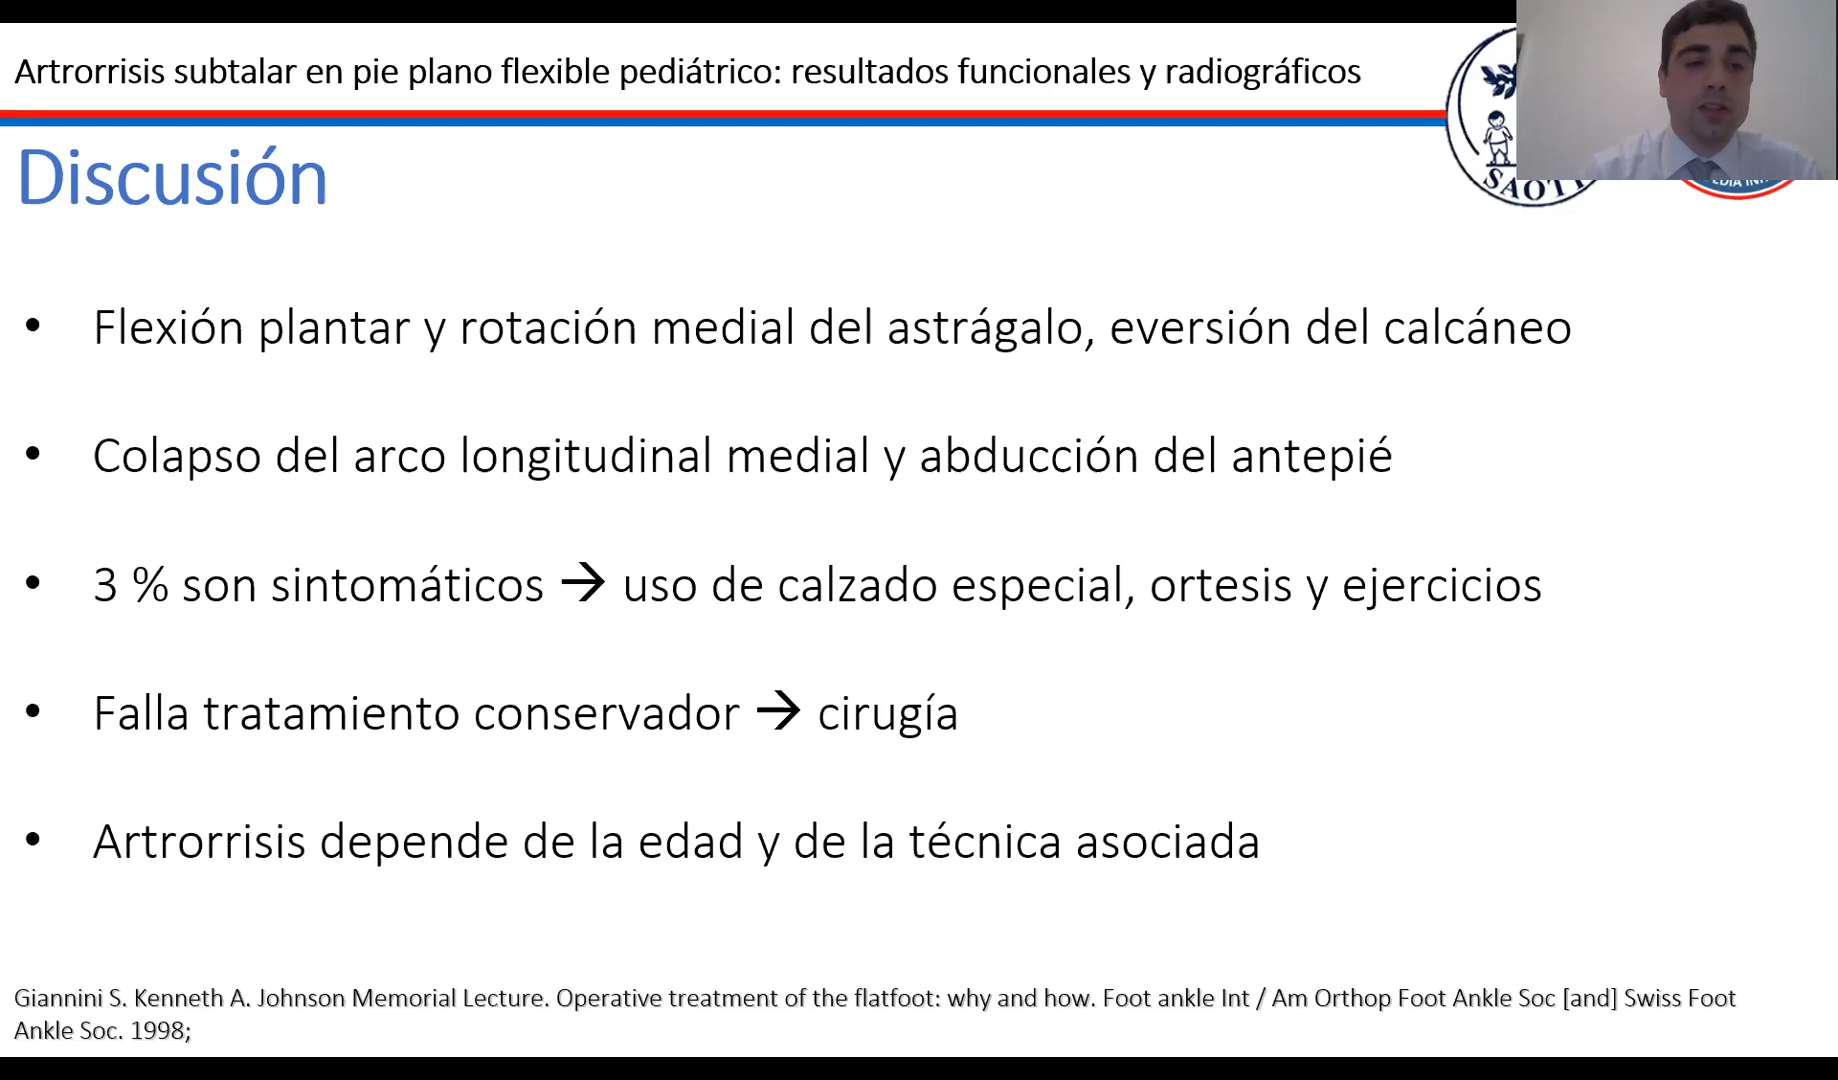 Artrorrisis subtalar en pie plano flexible pediátrico: resultados funcionales y radiográficos
Discusión
• Flexión plantar y rotación medial del astrágalo, eversión del calcáneo
• Colapso del arco longitudinal medial y abducción del antepié
• 3 % son sintomáticos → uso de calzado especial, ortesis y ejercicios
• Falla tratamiento conservador → cirugía
• Artrorrisis depende de la edad y de la técnica asociada
Giannini S. Kenneth A. Johnson Memorial Lecture. Operative treatment of the flatfoot: why and how. Foot ankle Int / Am Orthop Foot Ankle Soc [and] Swiss Foot
Ankle Soc. 1998;